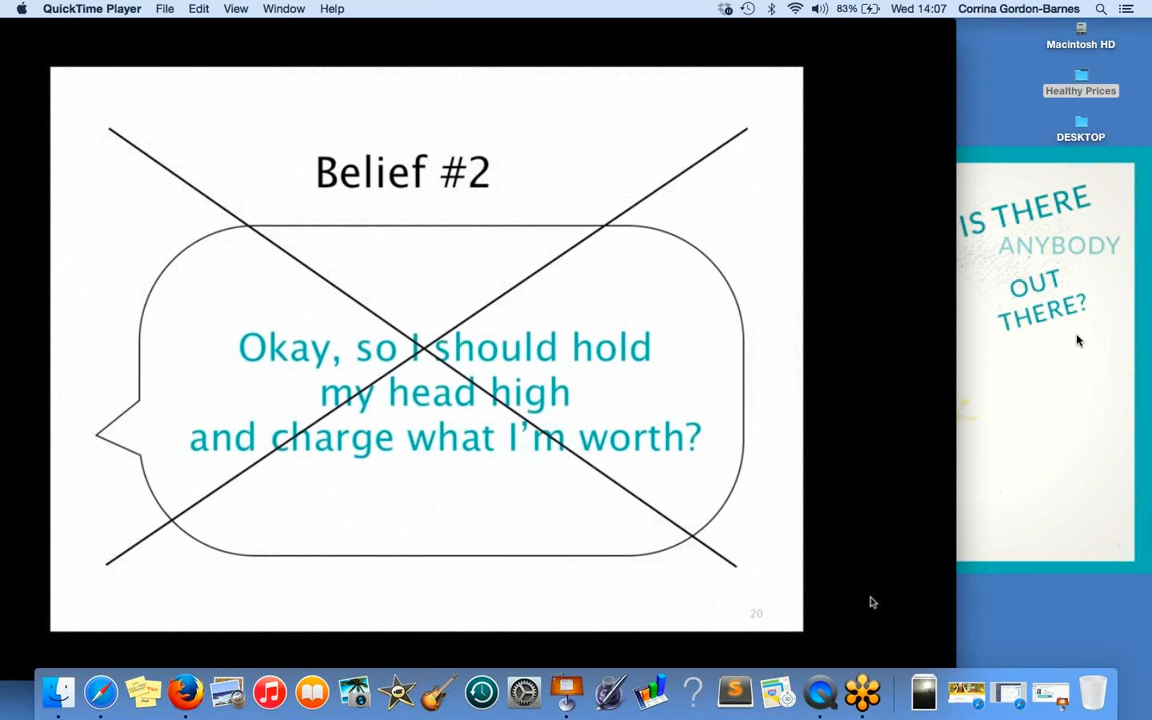 QuickTime Player File Edit View Window Help 83% Wed 14:07 Corrina Gordon-Barnes
Macintosh HD
Healthy Prices
DESKTOP
Belief #2
Okay, so I should hold
my head high
and charge what I'm worth?
20
IS THERE
ANYBODY
OUT
THERE?